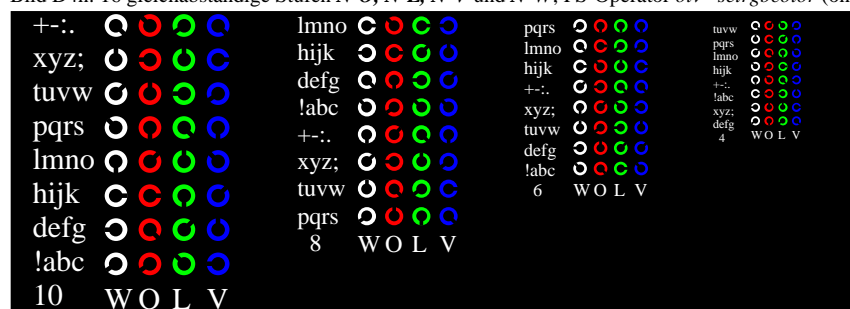 +-:.
xyz;
tuvw
pqrs
lmno
hijk
defg
!abc
10 W O L V
lmno
hijk
defg
!abc
+-:.
xyz;
tuvw
pqrs
8 W O L V
pqrs
lmno
hijk
+-:.
xyz;
tuvw
defg
!abc
6 W O L V
tuvw
pqrs
lmno
hijk
+-:.
!abc
xyz;
defg
4 W O L V